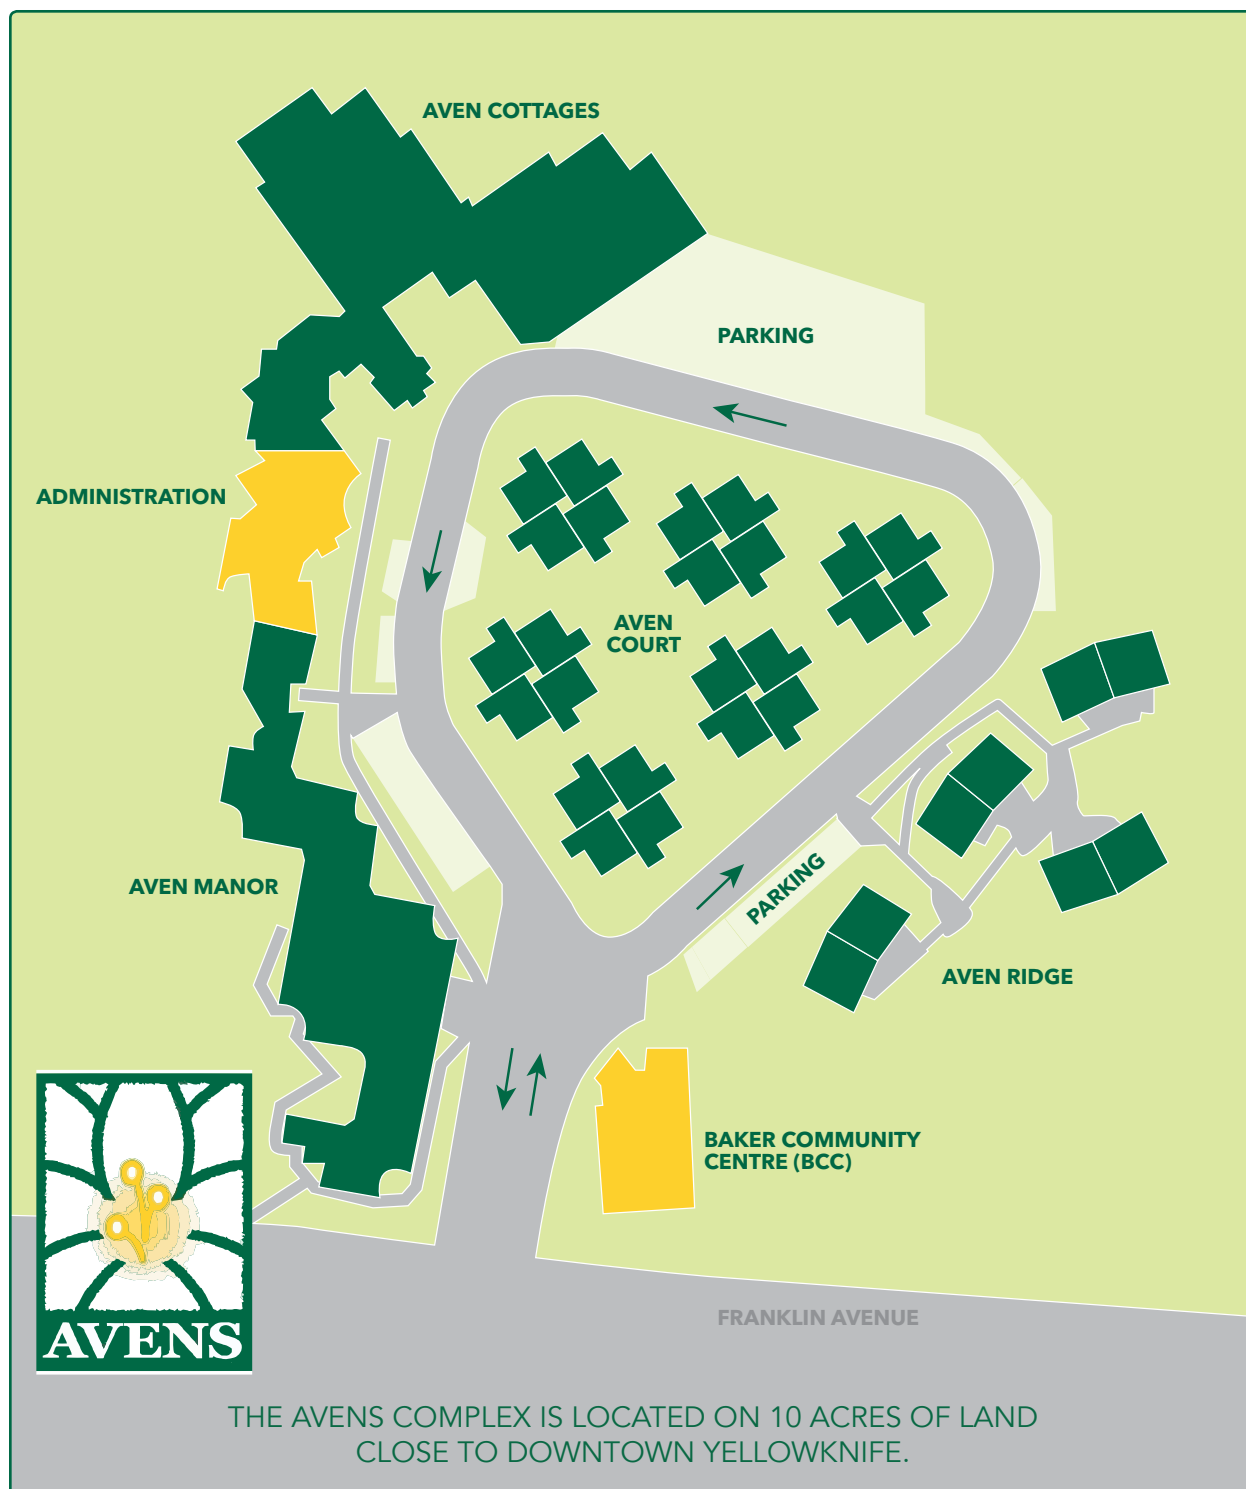 AVEN COTTAGES
PARKING
ADMINISTRATION
AVEN
COURT
AVEN MANOR
PARKING
AVEN RIDGE
BAKER COMMUNITY
CENTRE (BCC)
FRANKLIN AVENUE
AVENS
THE AVENS COMPLEX IS LOCATED ON 10 ACRES OF LAND
CLOSE TO DOWNTOWN YELLOWKNIFE.